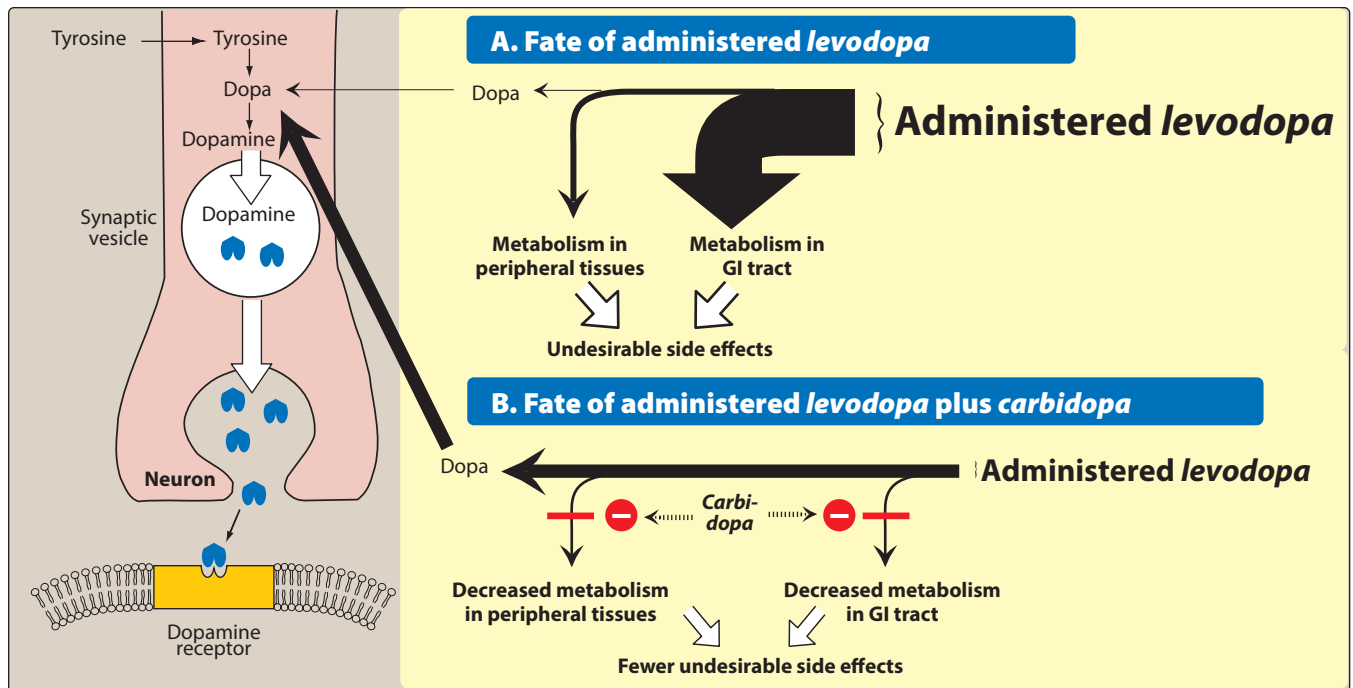 Tyrosine
Tyrosine
Dopa
Dopamine
Dopamine
Synaptic
vesicle
Neuron
Dopamine
receptor
A. Fate of administered levodopa
Dopa
Administered levodopa
Metabolism in
peripheral tissues
Metabolism in
GI tract
Undesirable side effects
B. Fate of administered levodopa plus carbidopa
Dopa
Administered levodopa
Carbi-
dopa
Decreased metabolism
in peripheral tissues
Decreased metabolism
in GI tract
Fewer undesirable side effects